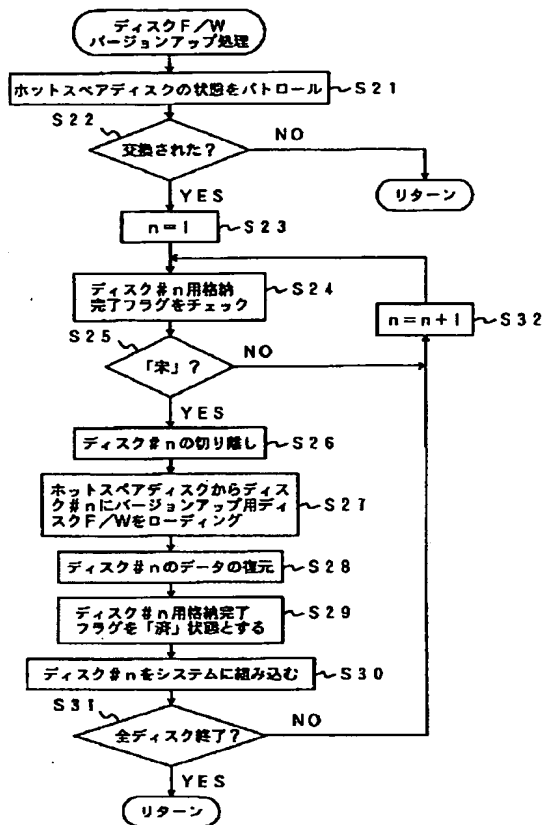 ディスクF/W
バージョンアップ処理
ホットスペアディスクの状態をパトロール
S21
S22
交換された?
NO
リターン
YES
n=1
S23
ディスク#n用格納
完了フラグをチェック
S24
n=n+1
S32
S25
「未」?
NO
YES
ディスク#nの切り離し
S26
ホットスペアディスクからディス
ク#nにバージョンアップ用ディ
スクF/Wをローディング
S27
ディスク#nのデータの復元
S28
ディスク#n用格納完了
フラグを「済」状態とする
S29
ディスク#nをシステムに組み込む
S30
S31
全ディスク終了?
NO
YES
リターン